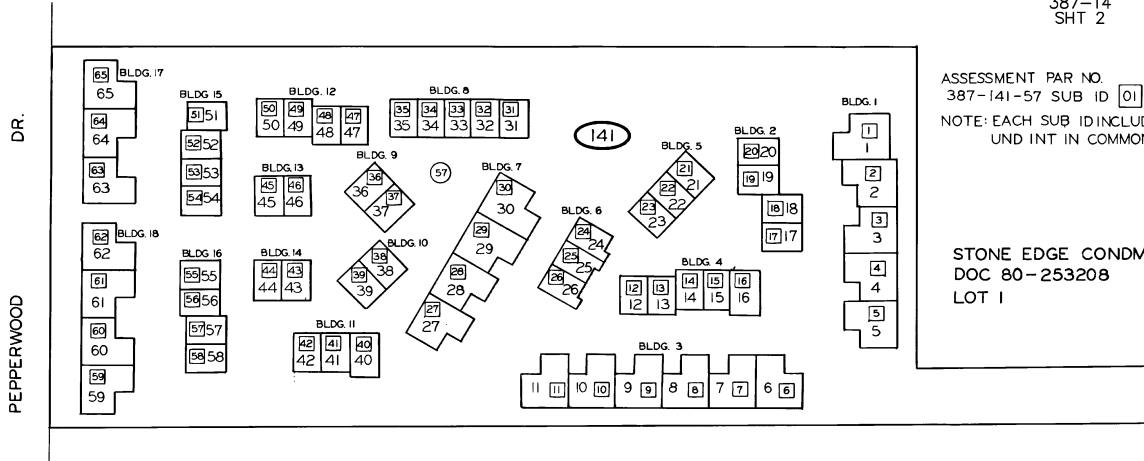 387-14
SHT 2
ASSESSMENT PAR NO.
387-141-57 SUB ID 01
NOTE: EACH SUB ID INCLUD
UND INT IN COMMON
STONE EDGE CONDM
DOC 80-253208
LOT 1
DR.
PEPPERWOOD
141
57
BLDG. 17
65
65
64
64
63
63
BLDG. 18
62
62
61
61
60
60
59
59
BLDG 15
51 51
52 52
53 53
54 54
BLDG 16
55 55
56 56
57 57
58 58
BLDG. 12
50 49 48 47
50 49 48 47
BLDG. 13
45 46
45 46
BLDG. 14
44 43
44 43
BLDG. 11
42 41 40
42 41 40
BLDG. 8
35 34 33 32 31
35 34 33 32 31
BLDG. 9
36
36
37
37
BLDG. 10
38
38
39
39
BLDG. 7
30
30
29
29
28
28
27
27
BLDG. 6
24
24
25
25
26
26
BLDG. 5
21
21
22
22
23
23
BLDG. 2
20 20
19 19
18 18
17 17
BLDG. 4
12 13 14 15 16
12 13 14 15 16
BLDG. 3
11 11 10 10 9 9 8 8 7 7 6 6
BLDG. 1
1
1
2
2
3
3
4
4
5
5